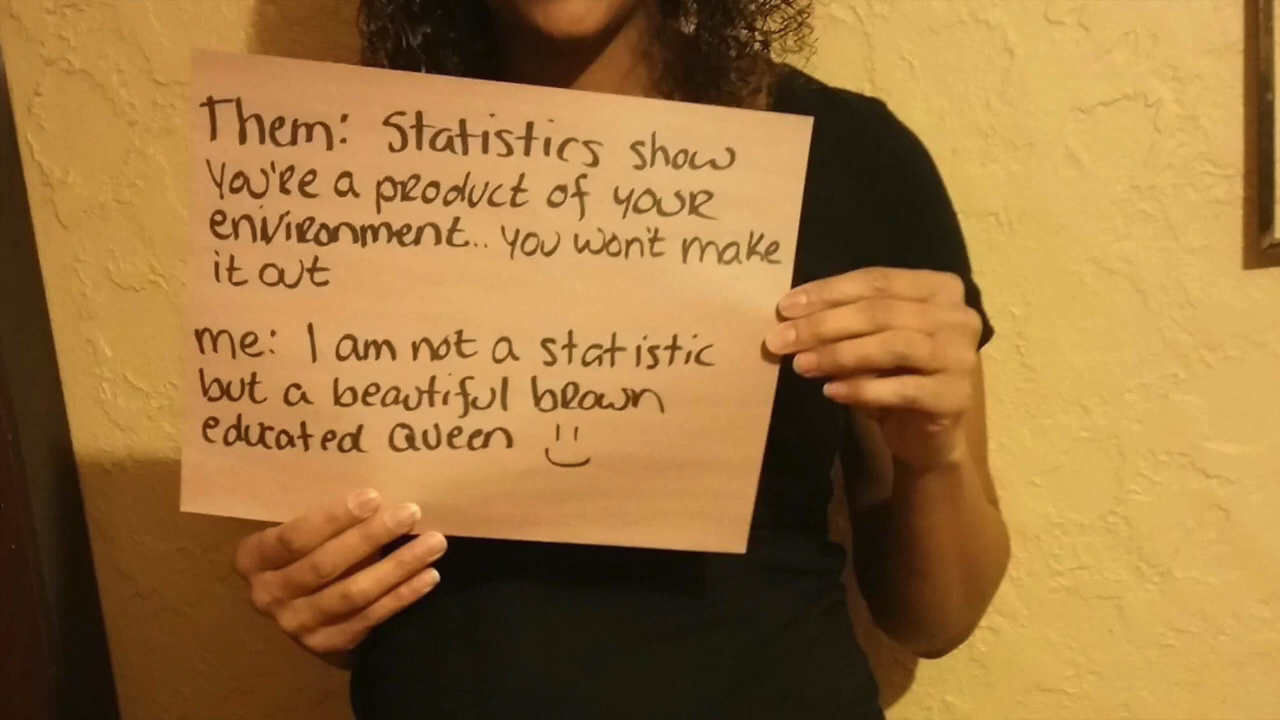 Them: Statistics show
You're a product of your
environment.. you won't make
it out
me: I am not a statistic
but a beautiful brown
educated Queen